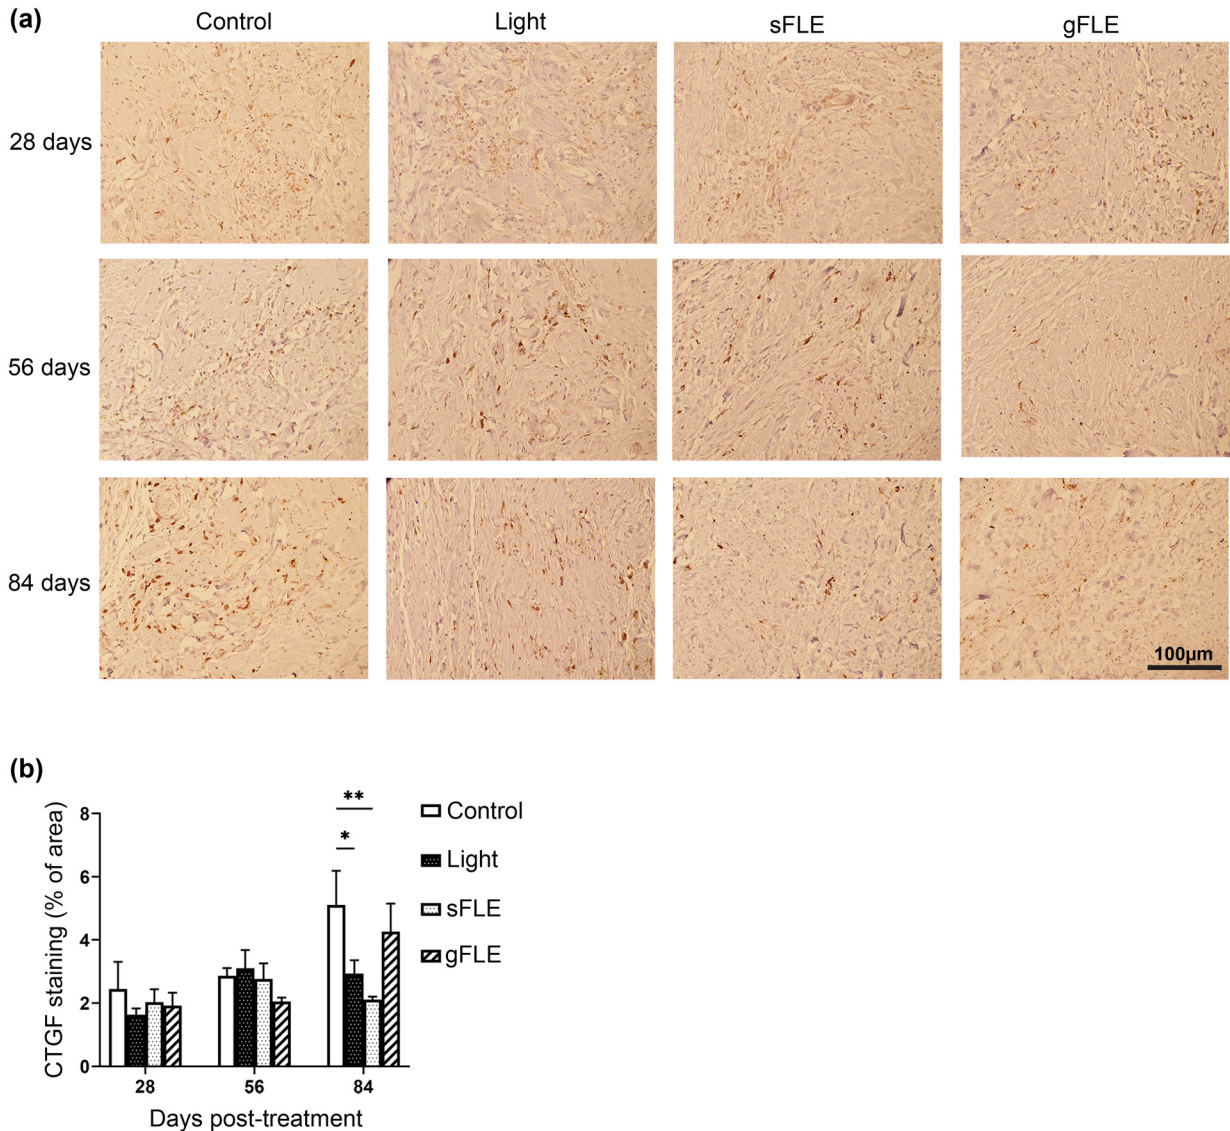 (a)
Control Light sFLE gFLE
28 days
56 days
84 days
100µm
(b)
CTGF staining (% of area)
8
6
4
2
0
** 
*
Control
Light
sFLE
gFLE
28 56 84
Days post-treatment